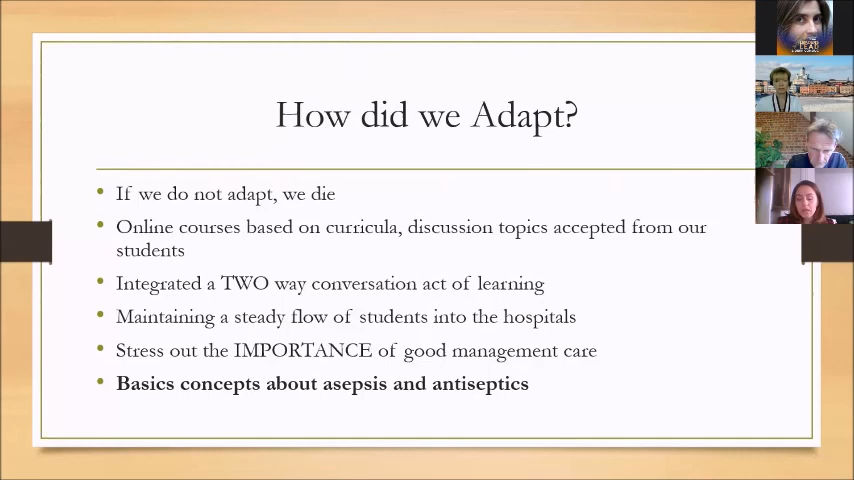 How did we Adapt?
• If we do not adapt, we die
• Online courses based on curricula, discussion topics accepted from our
students
• Integrated a TWO way conversation act of learning
• Maintaining a steady flow of students into the hospitals
• Stress out the IMPORTANCE of good management care
• Basics concepts about asepsis and antiseptics